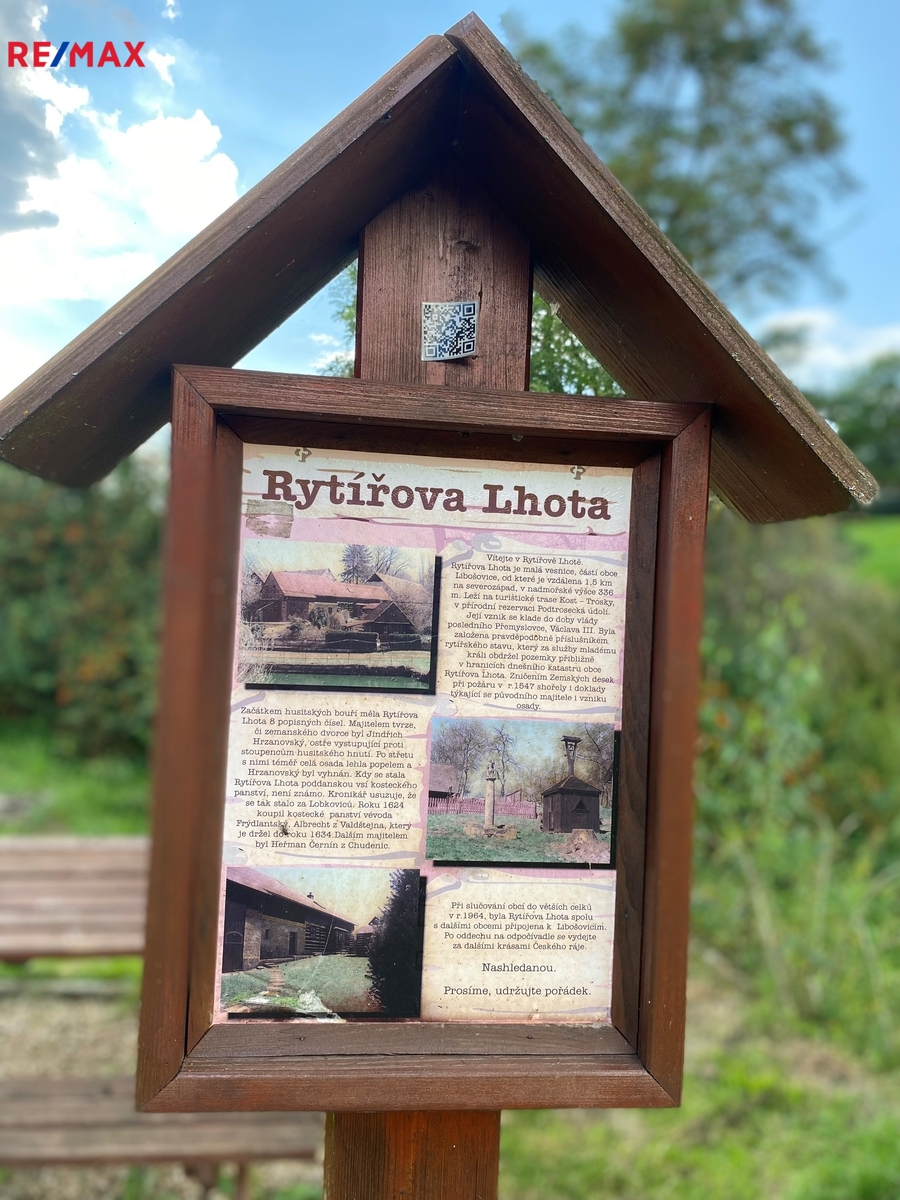 RE/MAX
Rytířova Lhota
Vítejte v Rytířově Lhotě.
Rytířova Lhota je malá vesnice, částí obce
Libošovice, od které je vzdálena 1,5 km
na severozápad, v nadmořské výšce 336
m. Leží na turistické trase Kost – Trosky,
v přírodní rezervaci Podtrosecká údolí.
Její vznik se klade do doby vlády
posledního Přemyslovce, Václava III. Byla
založena pravděpodobně příslušníkem
rytířského stavu, který za služby mladému
králi obdržel pozemky přibližně
v hranicích dnešního katastru obce
Rytířova Lhota. Zničením Zemských desek
při požáru v r.1547 shořely i doklady
týkající se původního majitele i vzniku
osady.
Začátkem husitských bouří měla Rytířova
Lhota 8 popisných čísel. Majitelem tvrze,
či zemanského dvorce byl Jindřich
Hrzanovský, ostře vystupující proti
stoupencům husitského hnutí. Po střetu
s nimi téměř celá osada lehla popelem a
Hrzanovský byl vyhnán. Kdy se stala
Rytířova Lhota poddanskou vsí kosteckého
panství, není známo. Kronikář usuzuje, že
se tak stalo za Lobkoviců. Roku 1624
koupil kostecké panství vévoda
Frýdlantský, Albrecht z Valdštejna, který
je držel do roku 1634.Dalším majitelem
byl Heřman Černín z Chudenic.
Při slučování obcí do větších celků
v r.1964, byla Rytířova Lhota spolu
s dalšími obcemi připojena k Libošovicím.
Po oddechu na odpočívadle se vydejte
za dalšími krásami Českého ráje.
Nashledanou.
Prosíme, udržujte pořádek.